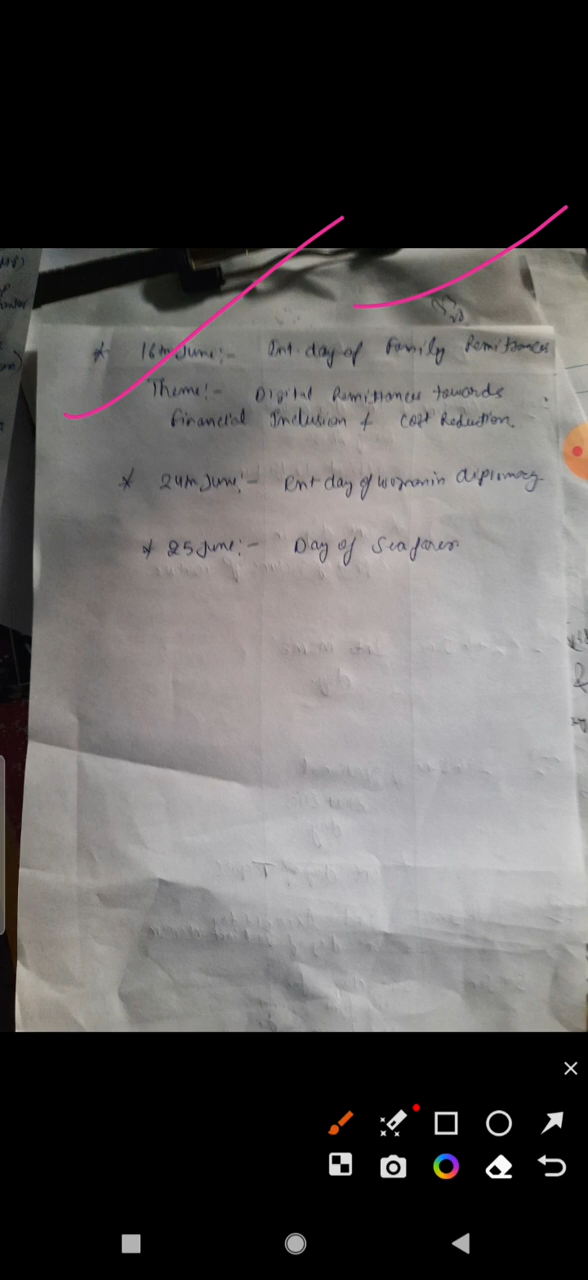 * 16th June:- Int. day of Family Remittances
Theme:- Digital Remittances towards
Financial Inclusion & Cost Reduction.
* 24th June:- Int day of women in diplomacy
* 25 June:- Day of Seafarer